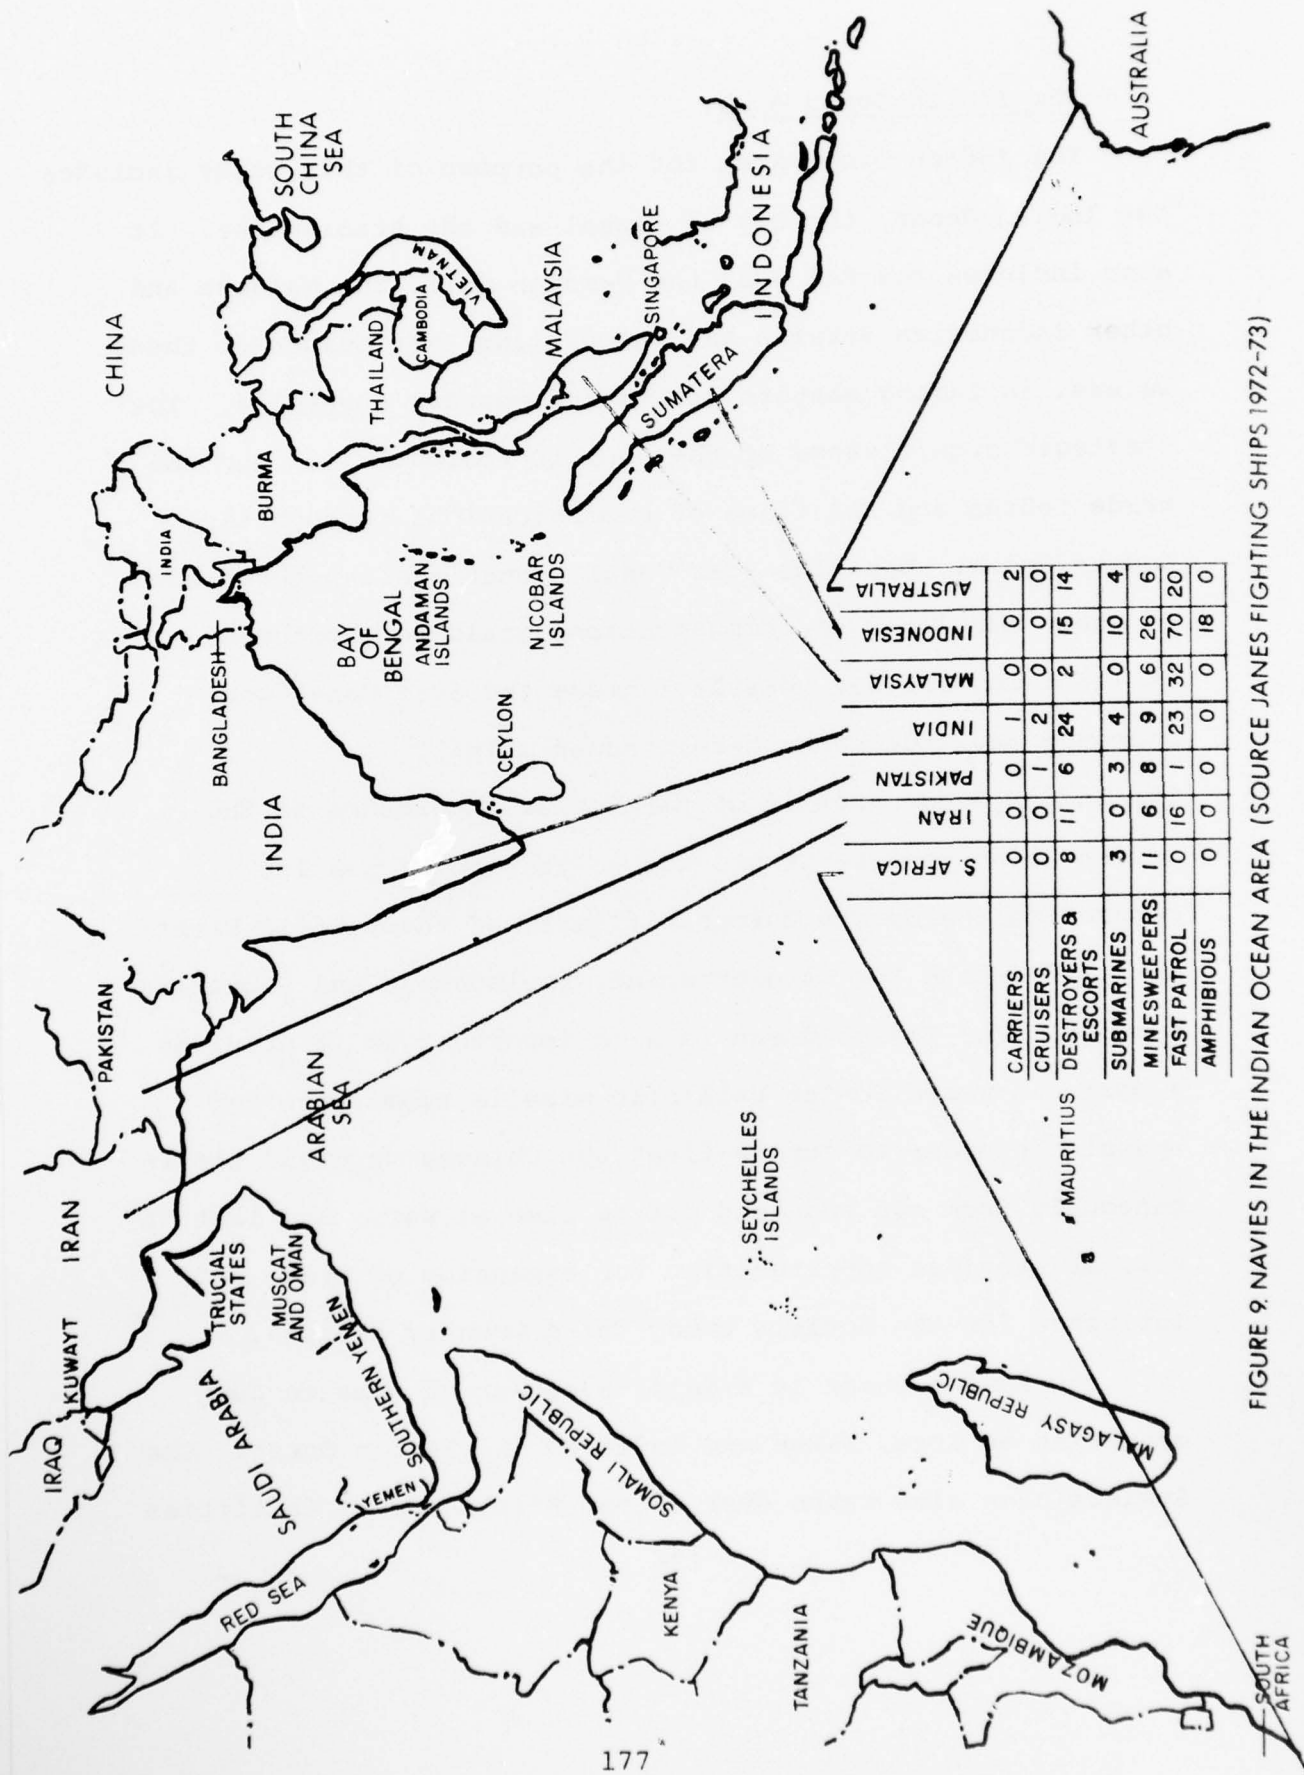 IRAQ
KUWAYT
IRAN
PAKISTAN
CHINA
SOUTH
CHINA
SEA
INDIA
BANGLADESH
BURMA
THAILAND
CAMBODIA
VIETNAM
INDIA
TRUCIAL
STATES
MUSCAT
AND OMAN
SAUDI ARABIA
YEMEN
SOUTHERN YEMEN
RED SEA
ARABIAN
SEA
BAY
OF
BENGAL
ANDAMAN
ISLANDS
NICOBAR
ISLANDS
CEYLON
MALAYSIA
SINGAPORE
SUMATERA
INDONESIA
AUSTRALIA
SOMALI REPUBLIC
KENYA
TANZANIA
MOZAMBIQUE
SOUTH
AFRICA
MALAGASY REPUBLIC
SEYCHELLES
ISLANDS
MAURITIUS
S. AFRICA IRAN PAKISTAN INDIA MALAYSIA INDONESIA AUSTRALIA
CARRIERS 0 0 0 1 0 0 2
CRUISERS 0 0 1 2 0 0 0
DESTROYERS & 8 11 6 24 2 15 14
ESCORTS
SUBMARINES 3 0 3 4 0 10 4
MINESWEEPERS 11 6 8 9 6 26 6
FAST PATROL 0 16 1 23 32 70 20
AMPHIBIOUS 0 0 0 0 0 18 0
FIGURE 9. NAVIES IN THE INDIAN OCEAN AREA (SOURCE JANES FIGHTING SHIPS 1972-73)
177